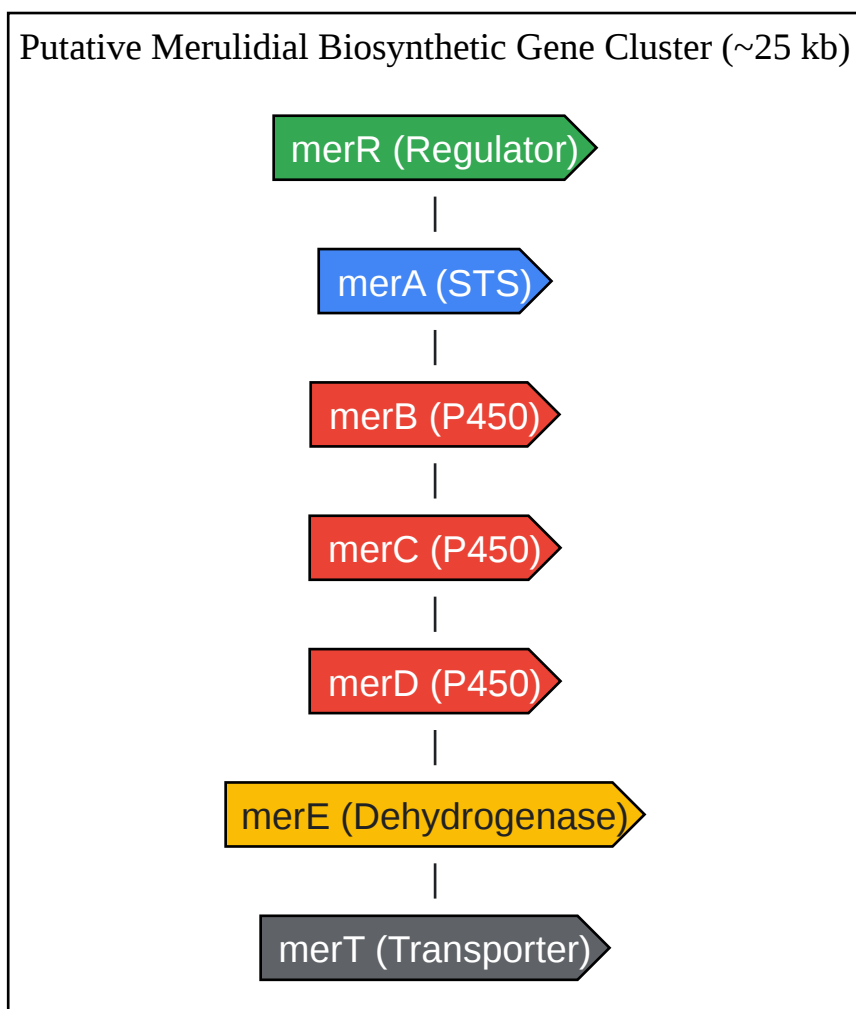 Putative Merulidial Biosynthetic Gene Cluster (~25 kb)
merR (Regulator)
merA (STS)
merB (P450)
merC (P450)
merD (P450)
merE (Dehydrogenase)
merT (Transporter)